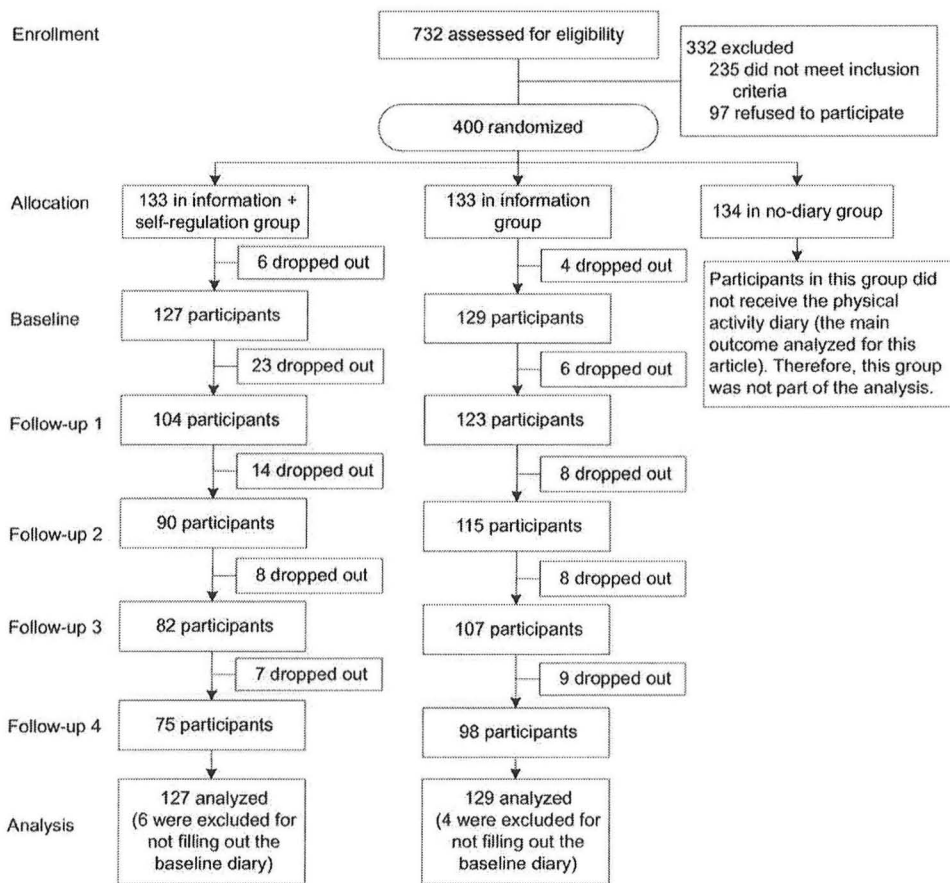 Enrollment
732 assessed for eligibility
332 excluded
235 did not meet inclusion
criteria
97 refused to participate
400 randomized
Allocation
133 in information +
self-regulation group
133 in information
group
134 in no-diary group
6 dropped out
4 dropped out
Participants in this group did
not receive the physical
activity diary (the main
outcome analyzed for this
article). Therefore, this group
was not part of the analysis.
Baseline
127 participants
129 participants
23 dropped out
6 dropped out
Follow-up 1
104 participants
123 participants
14 dropped out
8 dropped out
Follow-up 2
90 participants
115 participants
8 dropped out
8 dropped out
Follow-up 3
82 participants
107 participants
7 dropped out
9 dropped out
Follow-up 4
75 participants
98 participants
Analysis
127 analyzed
(6 were excluded for
not filling out the
baseline diary)
129 analyzed
(4 were excluded for
not filling out the
baseline diary)